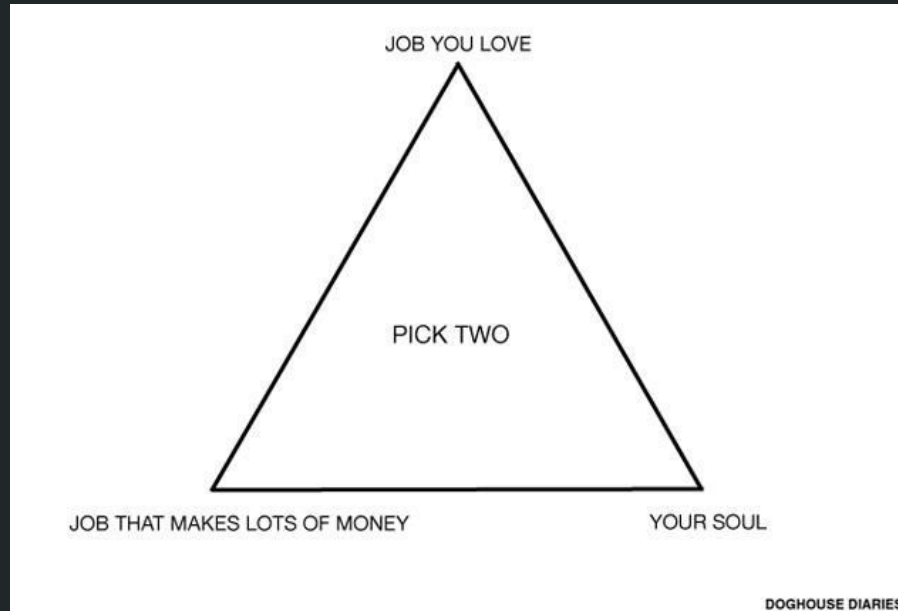 JOB YOU LOVE
PICK TWO
JOB THAT MAKES LOTS OF MONEY
YOUR SOUL
DOGHOUSE DIARIES